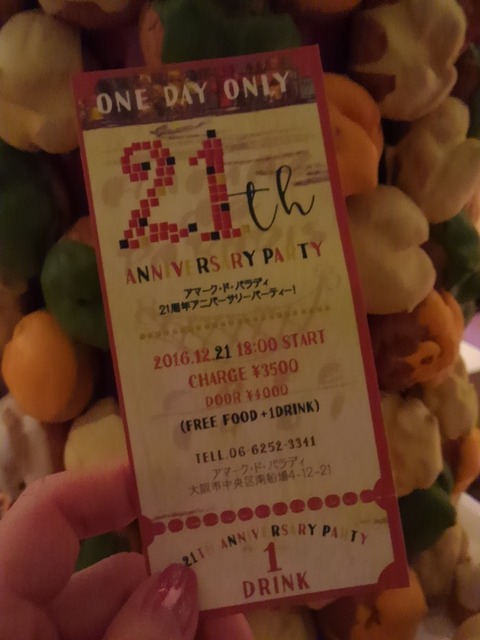 ONE DAY ONLY
21th
ANNIVERSARY PARTY
アマーク・ド・パラディ
21周年アニバーサリーパーティー!
2016.12.21 18:00 START
CHARGE ¥3500
DOOR ¥4000
(FREE FOOD+1DRINK)
TELL.06-6252-3341
アマーク・ド・パラディ
大阪市中央区南船場4-12-21
21TH ANNIVERSARY PARTY
1
DRINK